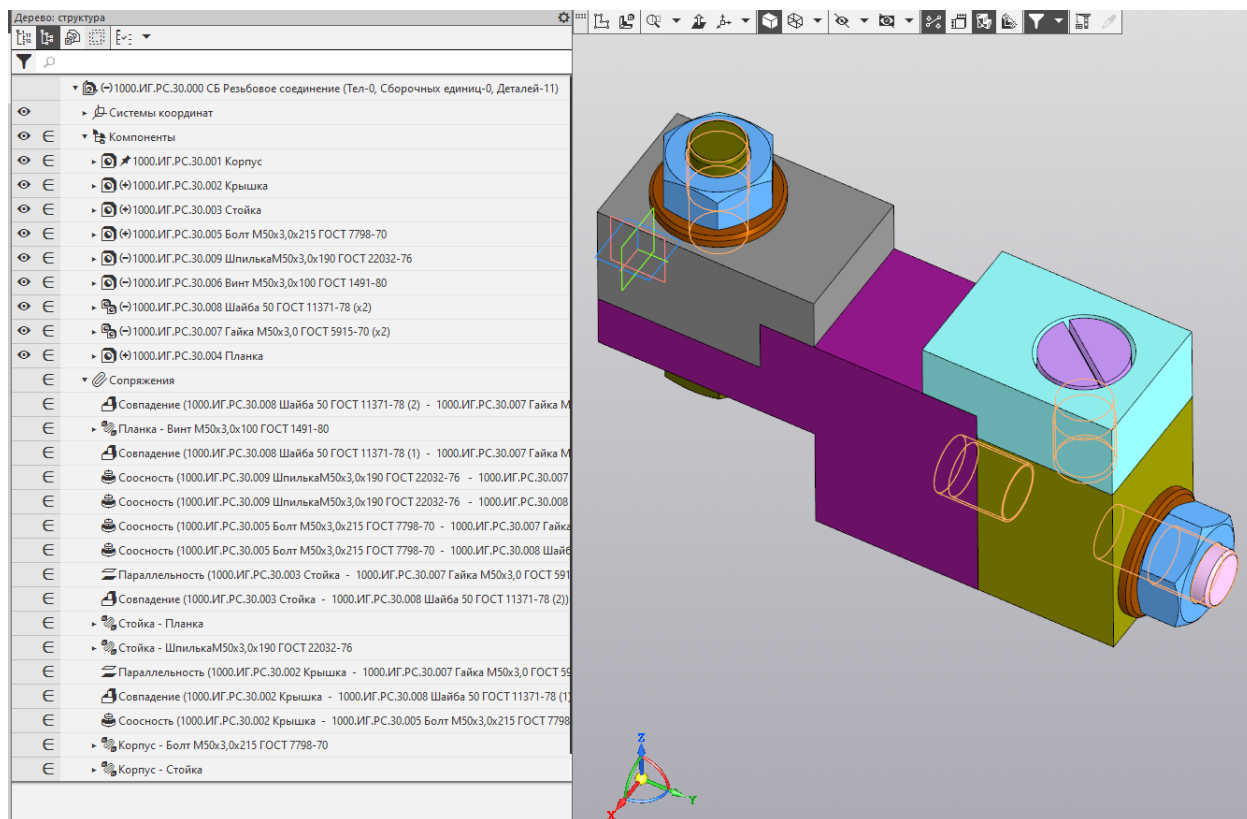 Дерево: структура
(-)1000.ИГ.РС.30.000 СБ Резьбовое соединение (Тел-0, Сборочных единиц-0, Деталей-11)
Системы координат
Компоненты
1000.ИГ.РС.30.001 Корпус
(+)1000.ИГ.РС.30.002 Крышка
(+)1000.ИГ.РС.30.003 Стойка
(+)1000.ИГ.РС.30.005 Болт М50х3,0х215 ГОСТ 7798-70
(-)1000.ИГ.РС.30.009 ШпилькаМ50х3,0х190 ГОСТ 22032-76
(-)1000.ИГ.РС.30.006 Винт М50х3,0х100 ГОСТ 1491-80
(-)1000.ИГ.РС.30.008 Шайба 50 ГОСТ 11371-78 (x2)
(-)1000.ИГ.РС.30.007 Гайка М50х3,0 ГОСТ 5915-70 (x2)
(+)1000.ИГ.РС.30.004 Планка
Сопряжения
Совпадение (1000.ИГ.РС.30.008 Шайба 50 ГОСТ 11371-78 (2) - 1000.ИГ.РС.30.007 Гайка М
Планка - Винт М50х3,0х100 ГОСТ 1491-80
Совпадение (1000.ИГ.РС.30.008 Шайба 50 ГОСТ 11371-78 (1) - 1000.ИГ.РС.30.007 Гайка М
Соосность (1000.ИГ.РС.30.009 ШпилькаМ50х3,0х190 ГОСТ 22032-76 - 1000.ИГ.РС.30.007
Соосность (1000.ИГ.РС.30.009 ШпилькаМ50х3,0х190 ГОСТ 22032-76 - 1000.ИГ.РС.30.008
Соосность (1000.ИГ.РС.30.005 Болт М50х3,0х215 ГОСТ 7798-70 - 1000.ИГ.РС.30.007 Гайка
Соосность (1000.ИГ.РС.30.005 Болт М50х3,0х215 ГОСТ 7798-70 - 1000.ИГ.РС.30.008 Шайб
Параллельность (1000.ИГ.РС.30.003 Стойка - 1000.ИГ.РС.30.007 Гайка М50х3,0 ГОСТ 591
Совпадение (1000.ИГ.РС.30.003 Стойка - 1000.ИГ.РС.30.008 Шайба 50 ГОСТ 11371-78 (2))
Стойка - Планка
Стойка - ШпилькаМ50х3,0х190 ГОСТ 22032-76
Параллельность (1000.ИГ.РС.30.002 Крышка - 1000.ИГ.РС.30.007 Гайка М50х3,0 ГОСТ 59
Совпадение (1000.ИГ.РС.30.002 Крышка - 1000.ИГ.РС.30.008 Шайба 50 ГОСТ 11371-78 (1)
Соосность (1000.ИГ.РС.30.002 Крышка - 1000.ИГ.РС.30.005 Болт М50х3,0х215 ГОСТ 7798
Корпус - Болт М50х3,0х215 ГОСТ 7798-70
Корпус - Стойка
Z
Y
X